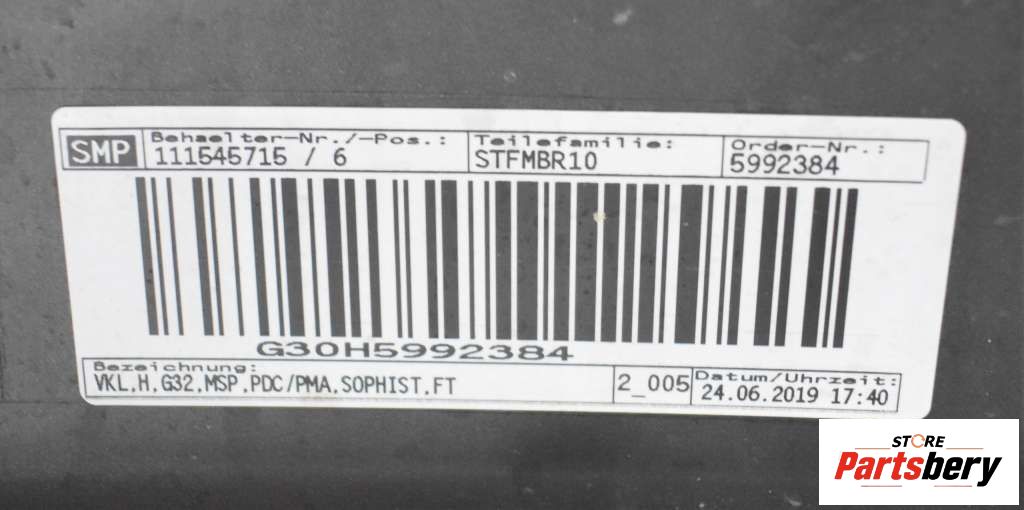 SMP
Behaelter-Nr./-Pos.: Teilefamilie: Order-Nr.:
111545715 / 6 STFMBR10 5992384
G30H5992384
Bezeichnung: Datum/Uhrzeit:
VKL,H,G32,MSP,PDC/PMA,SOPHIST,FT 2_005 24.06.2019 17:40
STORE
Partsbery